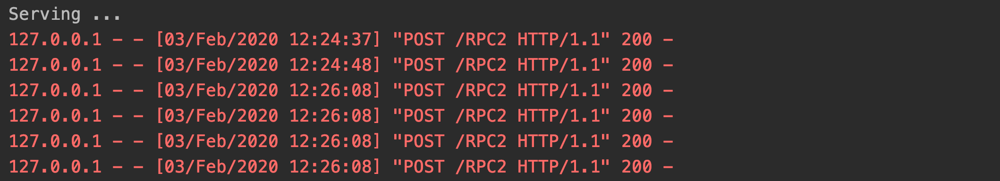 Serving ...
127.0.0.1 - - [03/Feb/2020 12:24:37] "POST /RPC2 HTTP/1.1" 200 -
127.0.0.1 - - [03/Feb/2020 12:24:48] "POST /RPC2 HTTP/1.1" 200 -
127.0.0.1 - - [03/Feb/2020 12:26:08] "POST /RPC2 HTTP/1.1" 200 -
127.0.0.1 - - [03/Feb/2020 12:26:08] "POST /RPC2 HTTP/1.1" 200 -
127.0.0.1 - - [03/Feb/2020 12:26:08] "POST /RPC2 HTTP/1.1" 200 -
127.0.0.1 - - [03/Feb/2020 12:26:08] "POST /RPC2 HTTP/1.1" 200 -